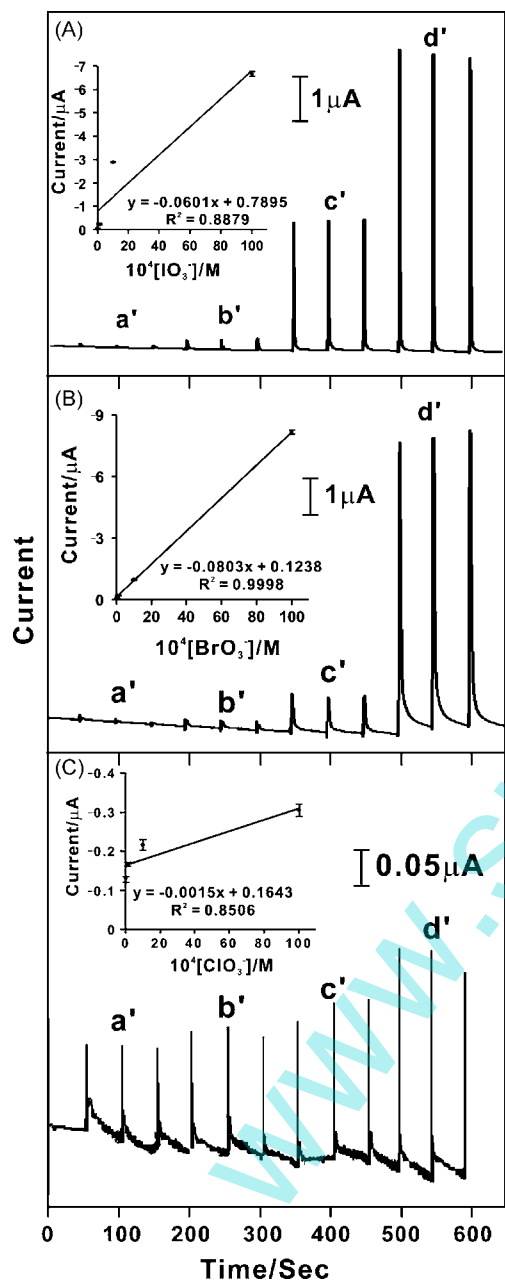 (A)
-7
-6
-5
-4
-3
-2
-1
0
0 20 40 60 80 100
Current/μA
10⁴[IO₃⁻]/M
y = -0.0601x + 0.7895
R² = 0.8879
1μA
a'
b'
c'
d'
(B)
-9
-6
-3
0
0 20 40 60 80 100
Current/μA
10⁴[BrO₃⁻]/M
y = -0.0803x + 0.1238
R² = 0.9998
1μA
a'
b'
c'
d'
Current
(C)
-0.4
-0.3
-0.2
-0.1
0
0 20 40 60 80 100
Current/μA
10⁴[ClO₃⁻]/M
y = -0.0015x + 0.1643
R² = 0.8506
0.05μA
a'
b'
c'
d'
0 100 200 300 400 500 600
Time/Sec
www.s